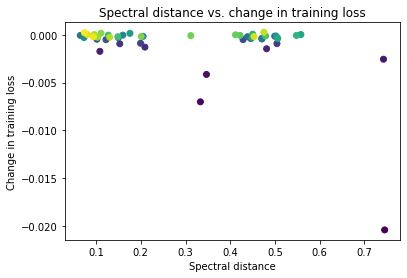 Spectral distance vs. change in training loss
0.000
−0.005
−0.010
−0.015
−0.020
Change in training loss
0.1 0.2 0.3 0.4 0.5 0.6 0.7
Spectral distance